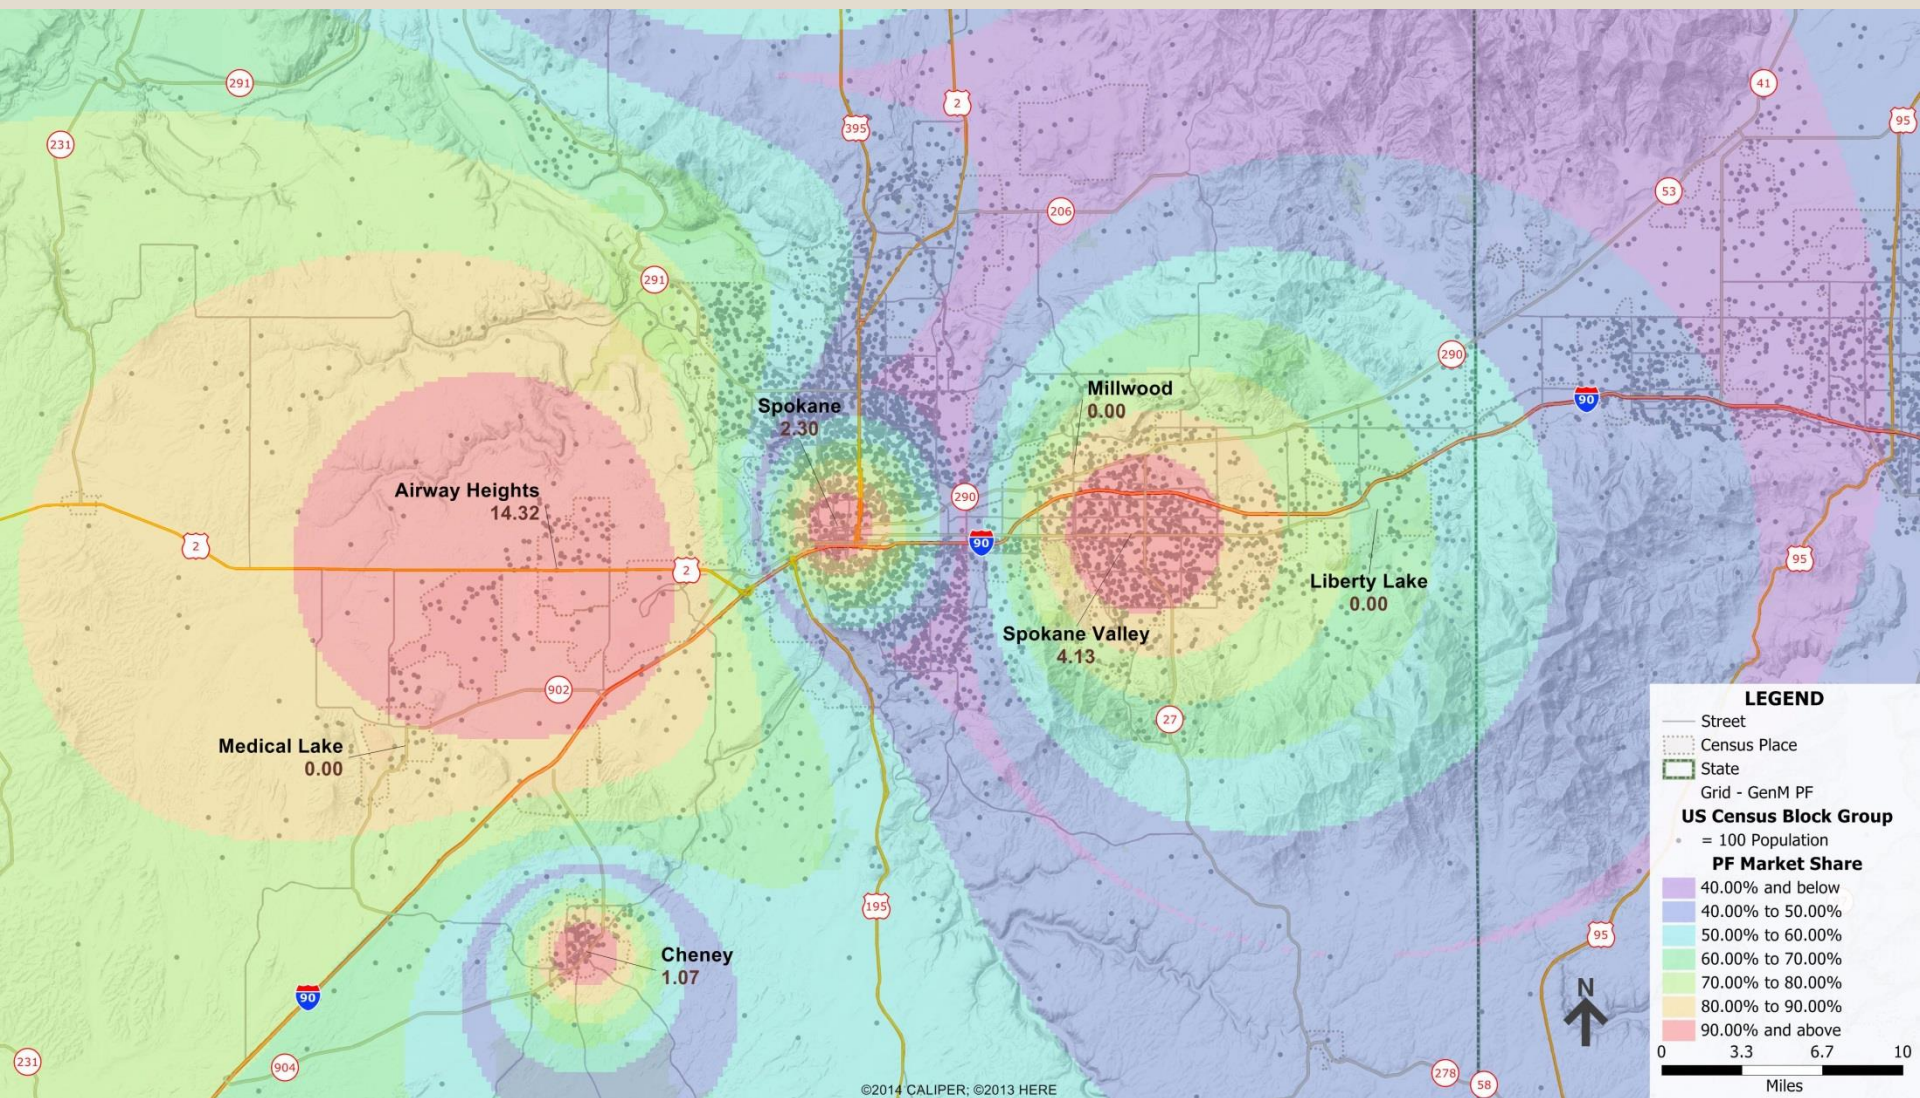 291
231
395
2
206
41
95
53
291
290
90
Millwood
0.00
Spokane
2.30
Airway Heights
14.32
290
90
2
2
95
Liberty Lake
0.00
Spokane Valley
4.13
902
27
Medical Lake
0.00
195
Cheney
1.07
95
90
231
904
278
58
N
LEGEND
Street
Census Place
State
Grid - GenM PF
US Census Block Group
= 100 Population
PF Market Share
40.00% and below
40.00% to 50.00%
50.00% to 60.00%
60.00% to 70.00%
70.00% to 80.00%
80.00% to 90.00%
90.00% and above
0 3.3 6.7 10
Miles
©2014 CALIPER; ©2013 HERE